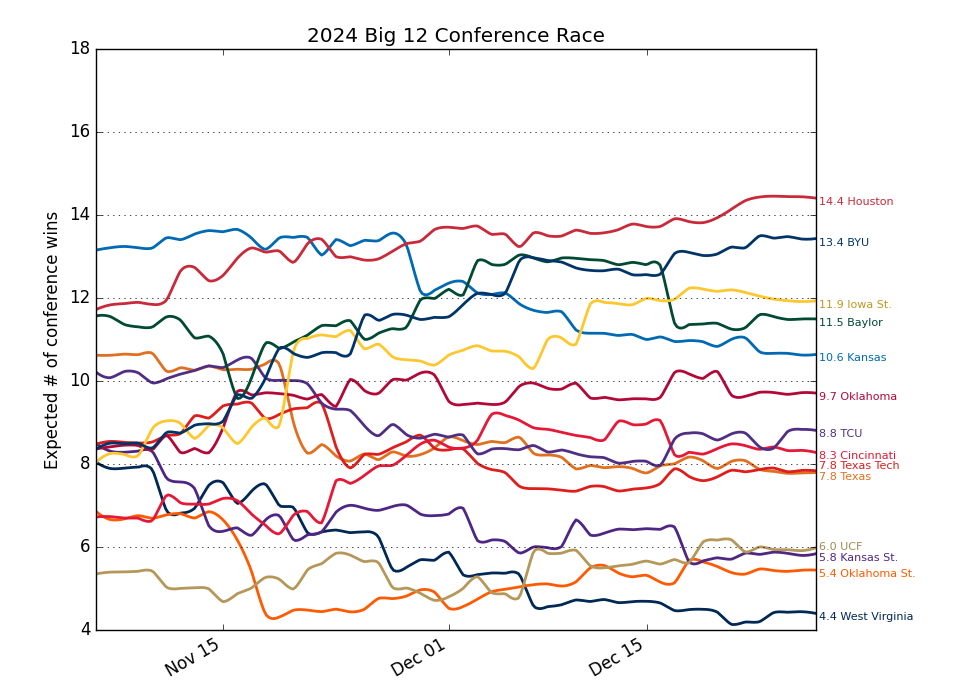 2024 Big 12 Conference Race
Expected # of conference wins
18
16
14
12
10
8
6
4
Nov 15
Dec 01
Dec 15
14.4 Houston
13.4 BYU
11.9 Iowa St.
11.5 Baylor
10.6 Kansas
9.7 Oklahoma
8.8 TCU
8.3 Cincinnati
7.8 Texas Tech
7.8 Texas
6.0 UCF
5.8 Kansas St.
5.4 Oklahoma St.
4.4 West Virginia